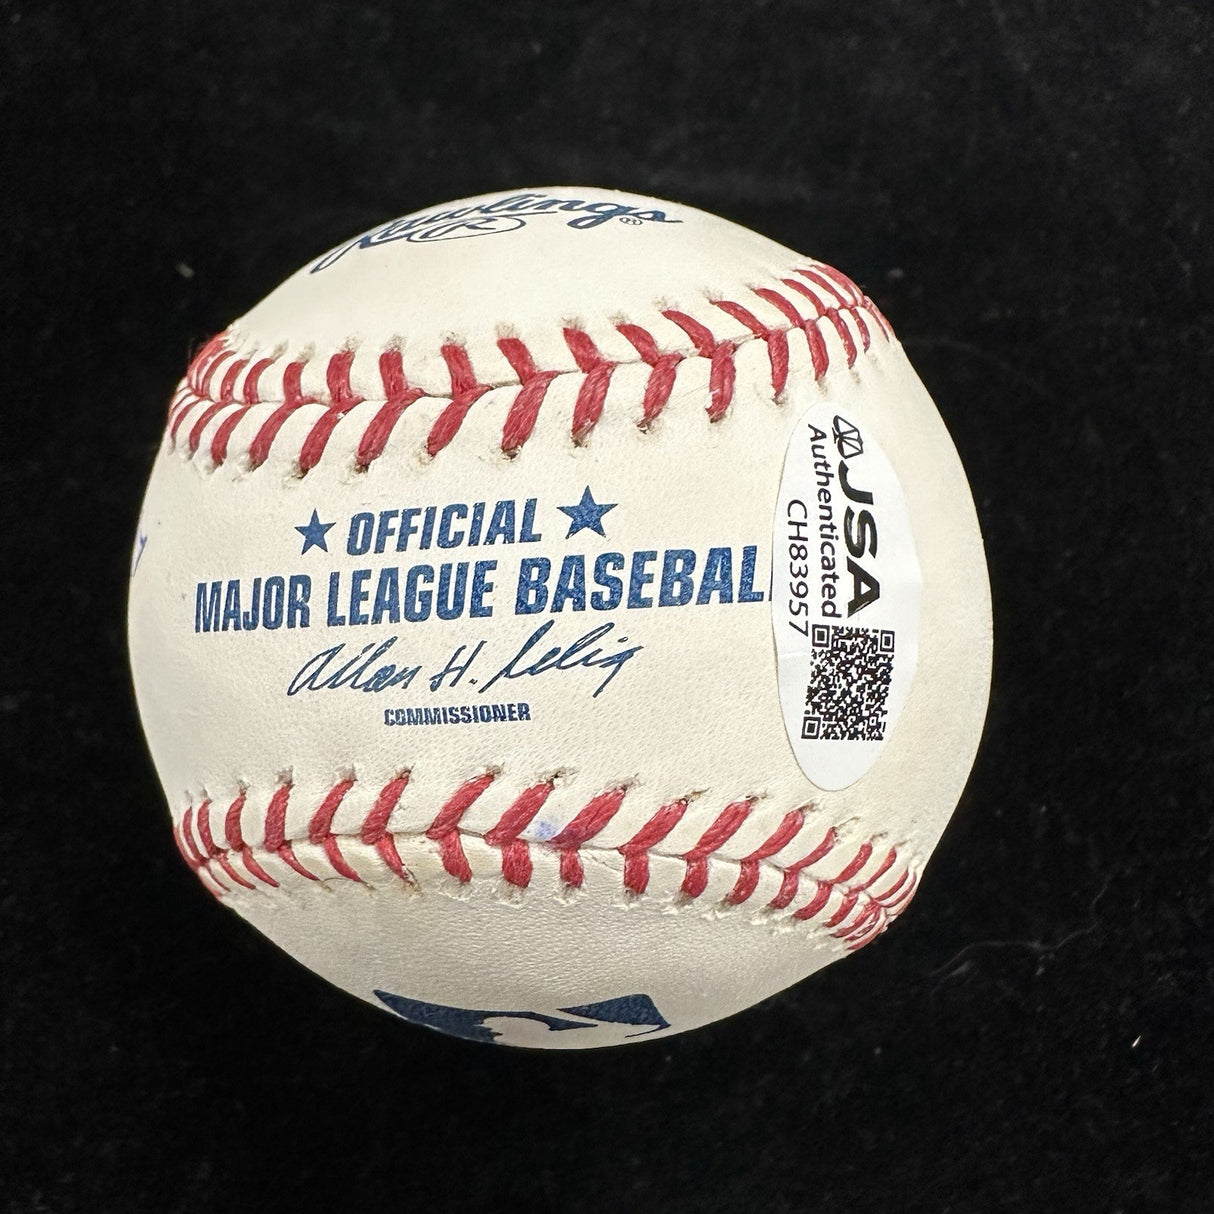 Rawlings®
R
★ OFFICIAL ★
MAJOR LEAGUE BASEBAL
Allan H. Selig
COMMISSIONER
JSA
Authenticated
CH83957